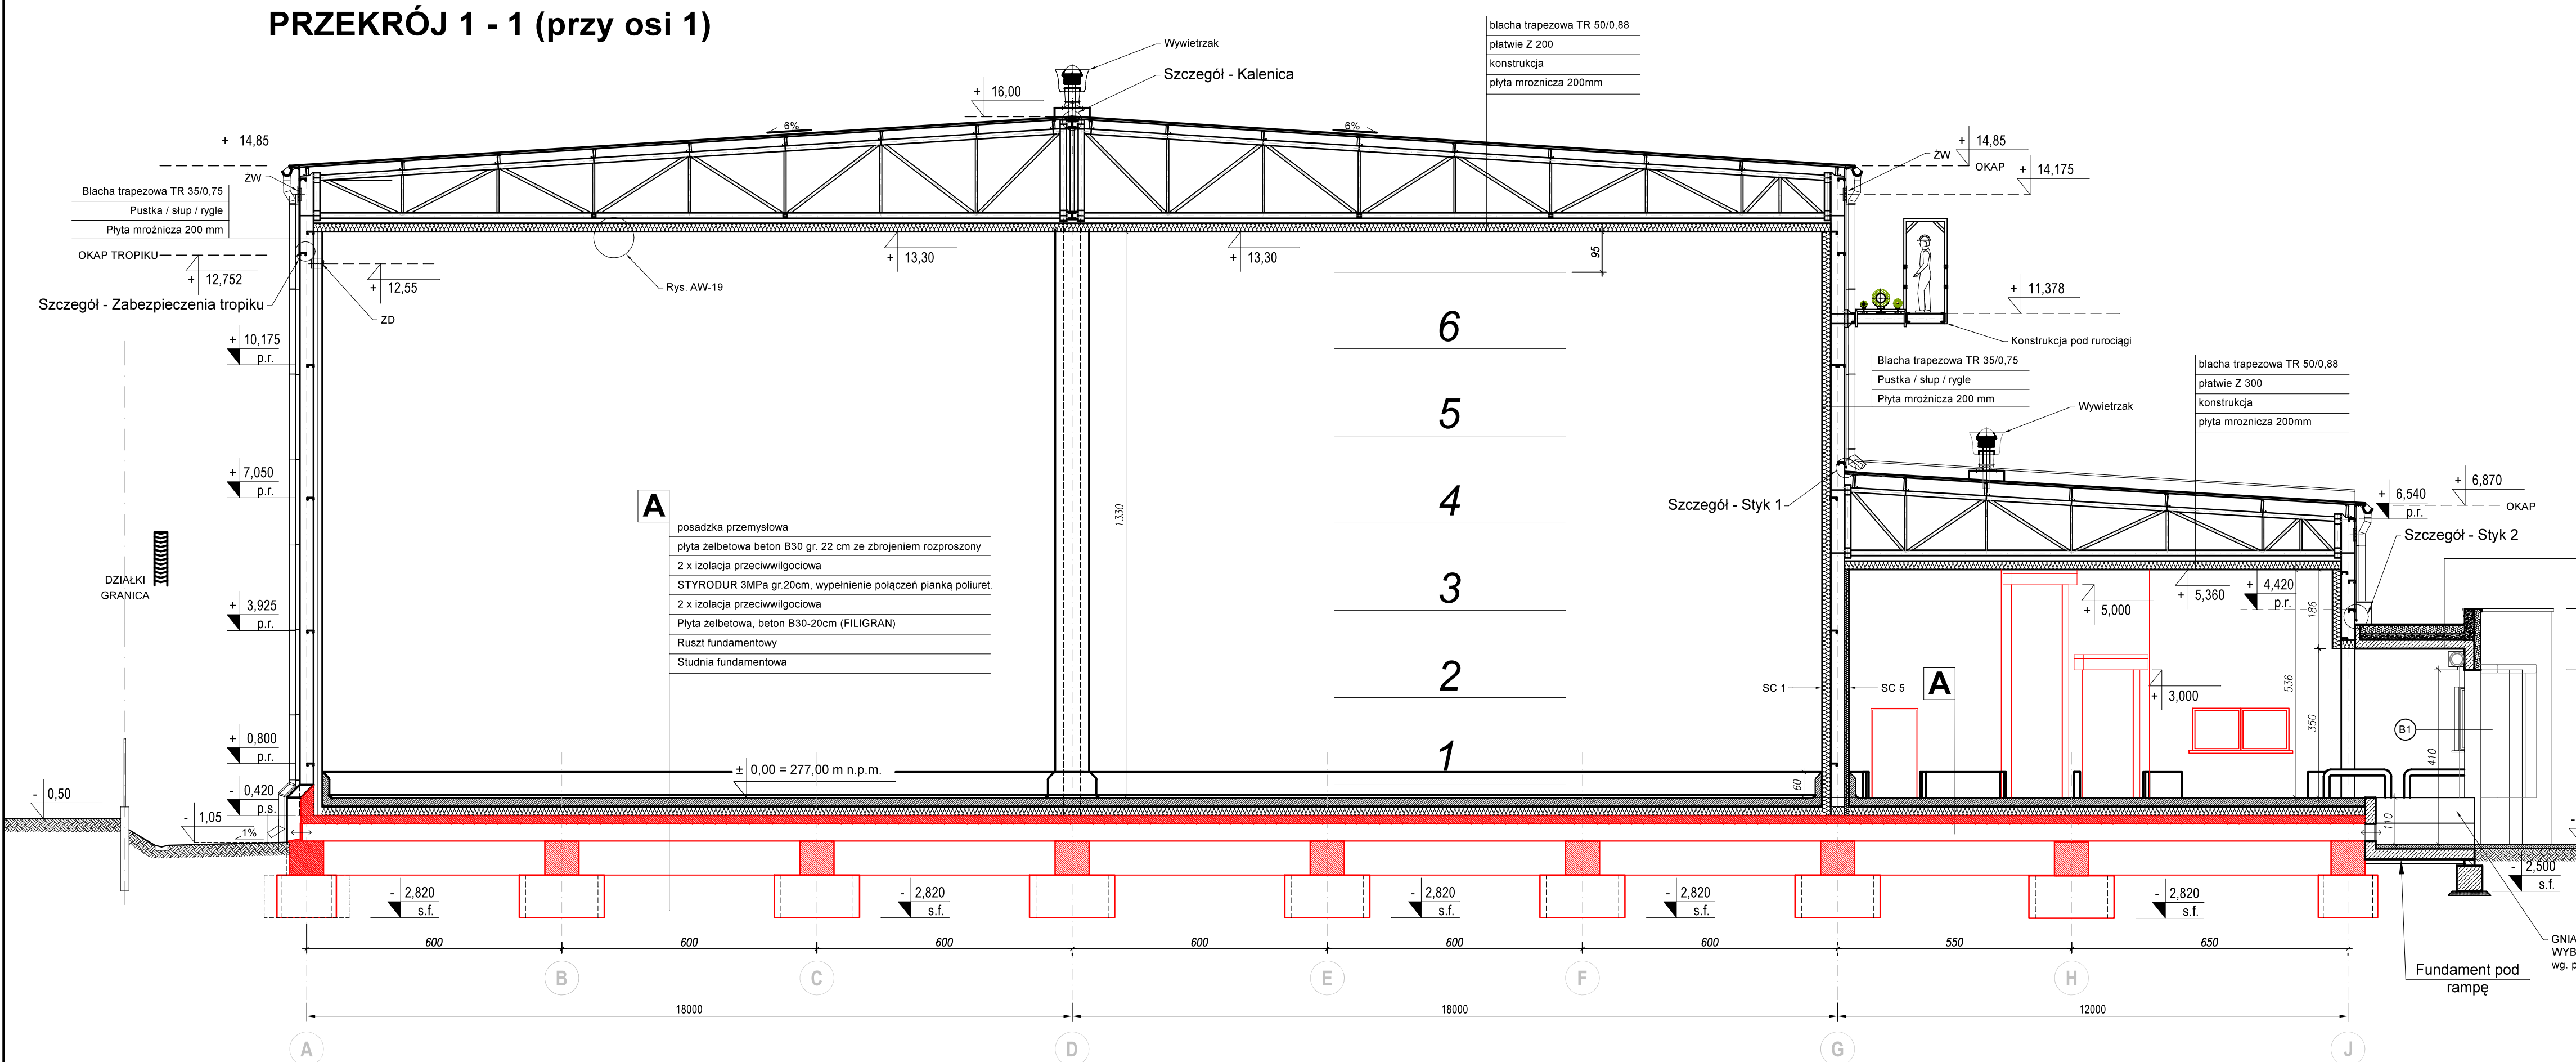 PRZEKRÓJ 1 - 1 (przy osi 1)
Wywietrzak
Szczegół - Kalenica
+ 16,00
blacha trapezowa TR 50/0,88
płatwie Z 200
konstrukcja
płyta mroznicza 200mm
6%
6%
+ 14,85
ŻW
Blacha trapezowa TR 35/0,75
Pustka / słup / rygle
Płyta mroźnicza 200 mm
OKAP TROPIKU
+ 12,752
Szczegół - Zabezpieczenia tropiku
+ 12,55
ZD
Rys. AW-19
+ 13,30
+ 13,30
95
+ 14,85
ŻW
OKAP
+ 14,175
+ 11,378
Konstrukcja pod rurociągi
Blacha trapezowa TR 35/0,75
Pustka / słup / rygle
Płyta mroźnicza 200 mm
Wywietrzak
blacha trapezowa TR 50/0,88
płatwie Z 300
konstrukcja
płyta mroznicza 200mm
+ 10,175
p.r.
+ 7,050
p.r.
+ 3,925
p.r.
+ 0,800
p.r.
- 0,420
p.s.
- 0,50
- 1,05
1%
DZIAŁKI
GRANICA
A
posadzka przemysłowa
płyta żelbetowa beton B30 gr. 22 cm ze zbrojeniem rozproszony
2 x izolacja przeciwwilgociowa
STYRODUR 3MPa gr.20cm, wypełnienie połączeń pianką poliuret.
2 x izolacja przeciwwilgociowa
Płyta żelbetowa, beton B30-20cm (FILIGRAN)
Ruszt fundamentowy
Studnia fundamentowa
± 0,00 = 277,00 m n.p.m.
1330
6
5
4
3
2
1
60
Szczegół - Styk 1
SC 1
SC 5
A
+ 5,000
+ 5,360
+ 4,420
p.r.
+ 3,000
186
536
350
+ 6,540
p.r.
+ 6,870
OKAP
Szczegół - Styk 2
B1
410
110
- 2,500
s.f.
- 2,820
s.f.
- 2,820
s.f.
- 2,820
s.f.
- 2,820
s.f.
- 2,820
s.f.
600
600
600
600
600
600
550
650
B
C
E
F
H
GNIA
WYB
wg. p
Fundament pod
rampę
18000
18000
12000
A
D
G
J